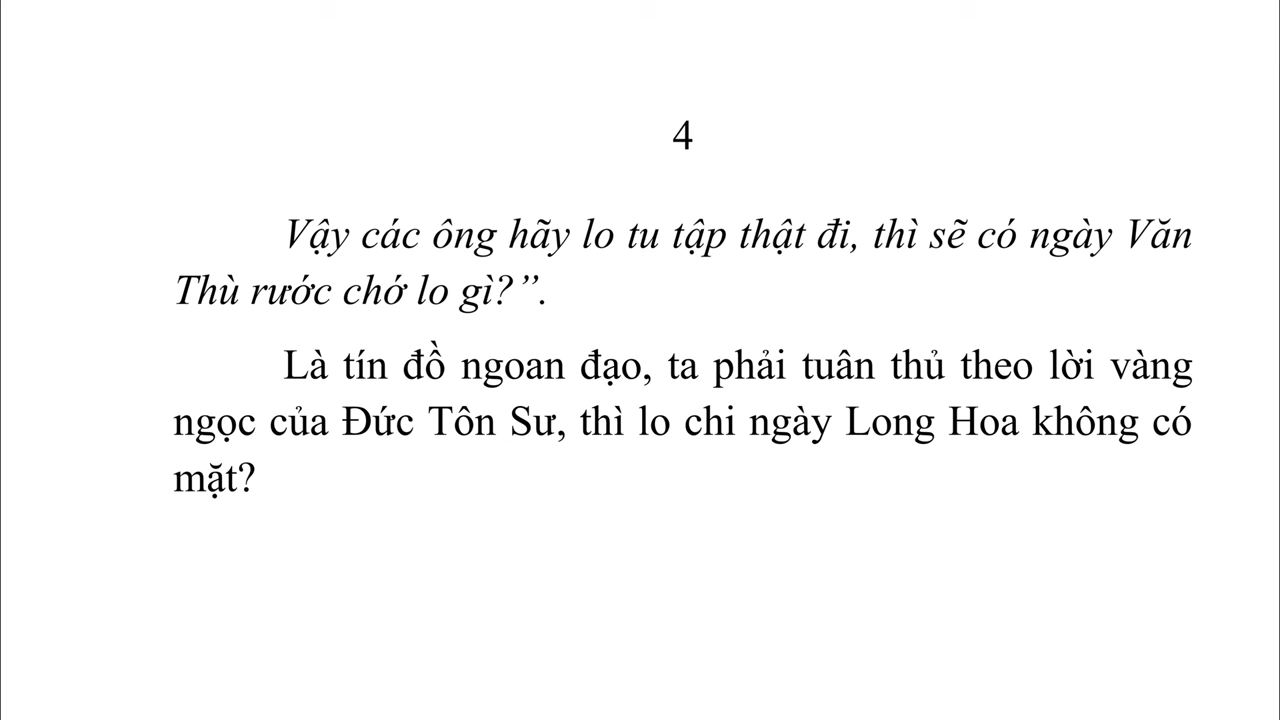 4
Vậy các ông hãy lo tu tập thật đi, thì sẽ có ngày Văn
Thù rước chớ lo gì?”.
Là tín đồ ngoan đạo, ta phải tuân thủ theo lời vàng
ngọc của Đức Tôn Sư, thì lo chi ngày Long Hoa không có
mặt?